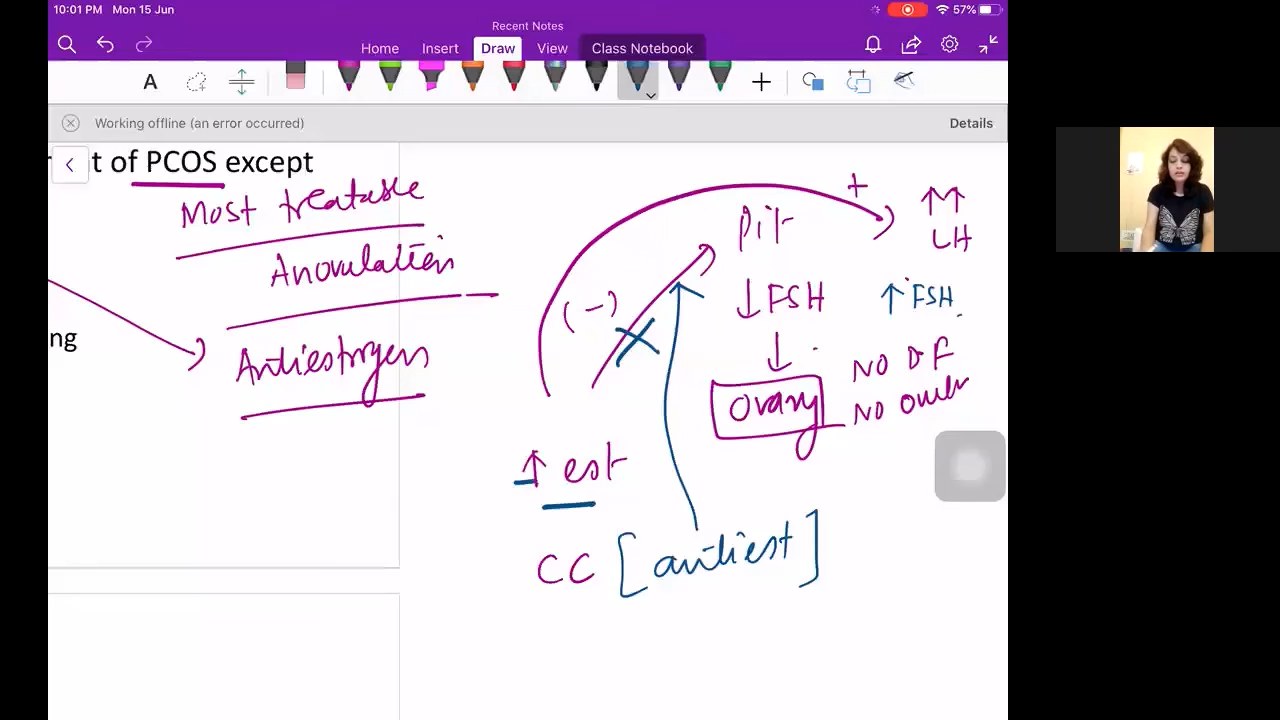 10:01 PM Mon 15 Jun
57%
Recent Notes
Home Insert Draw View Class Notebook
A
Working offline (an error occurred)
Details
t of PCOS except
Most treatable
Anovulation
ng
Antiestrogens
+
↑↑
LH
Pit
(-)
↓FSH
↑FSH
↓
Ovary
NO DF
NO
↑ est
CC [antiest]